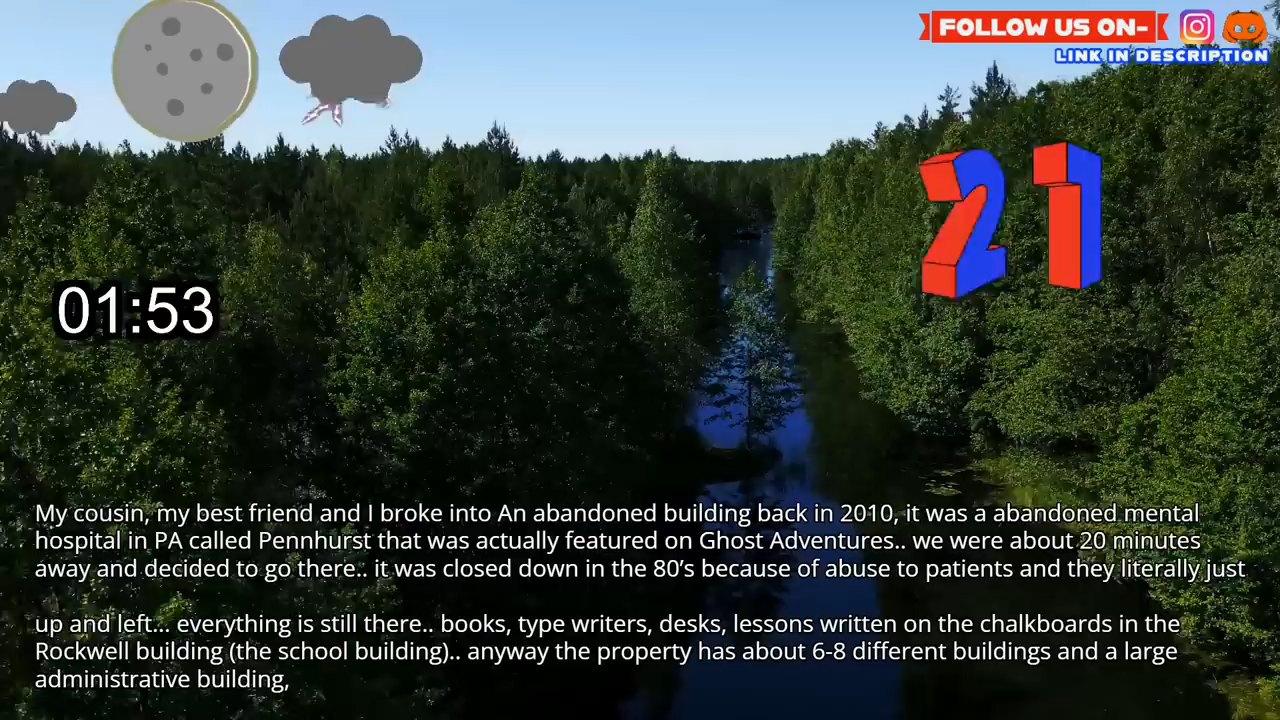 FOLLOW US ON-
LINK IN DESCRIPTION
21
01:53
My cousin, my best friend and I broke into An abandoned building back in 2010, it was a abandoned mental
hospital in PA called Pennhurst that was actually featured on Ghost Adventures.. we were about 20 minutes
away and decided to go there.. it was closed down in the 80’s because of abuse to patients and they literally just
up and left... everything is still there.. books, type writers, desks, lessons written on the chalkboards in the
Rockwell building (the school building).. anyway the property has about 6-8 different buildings and a large
administrative building,